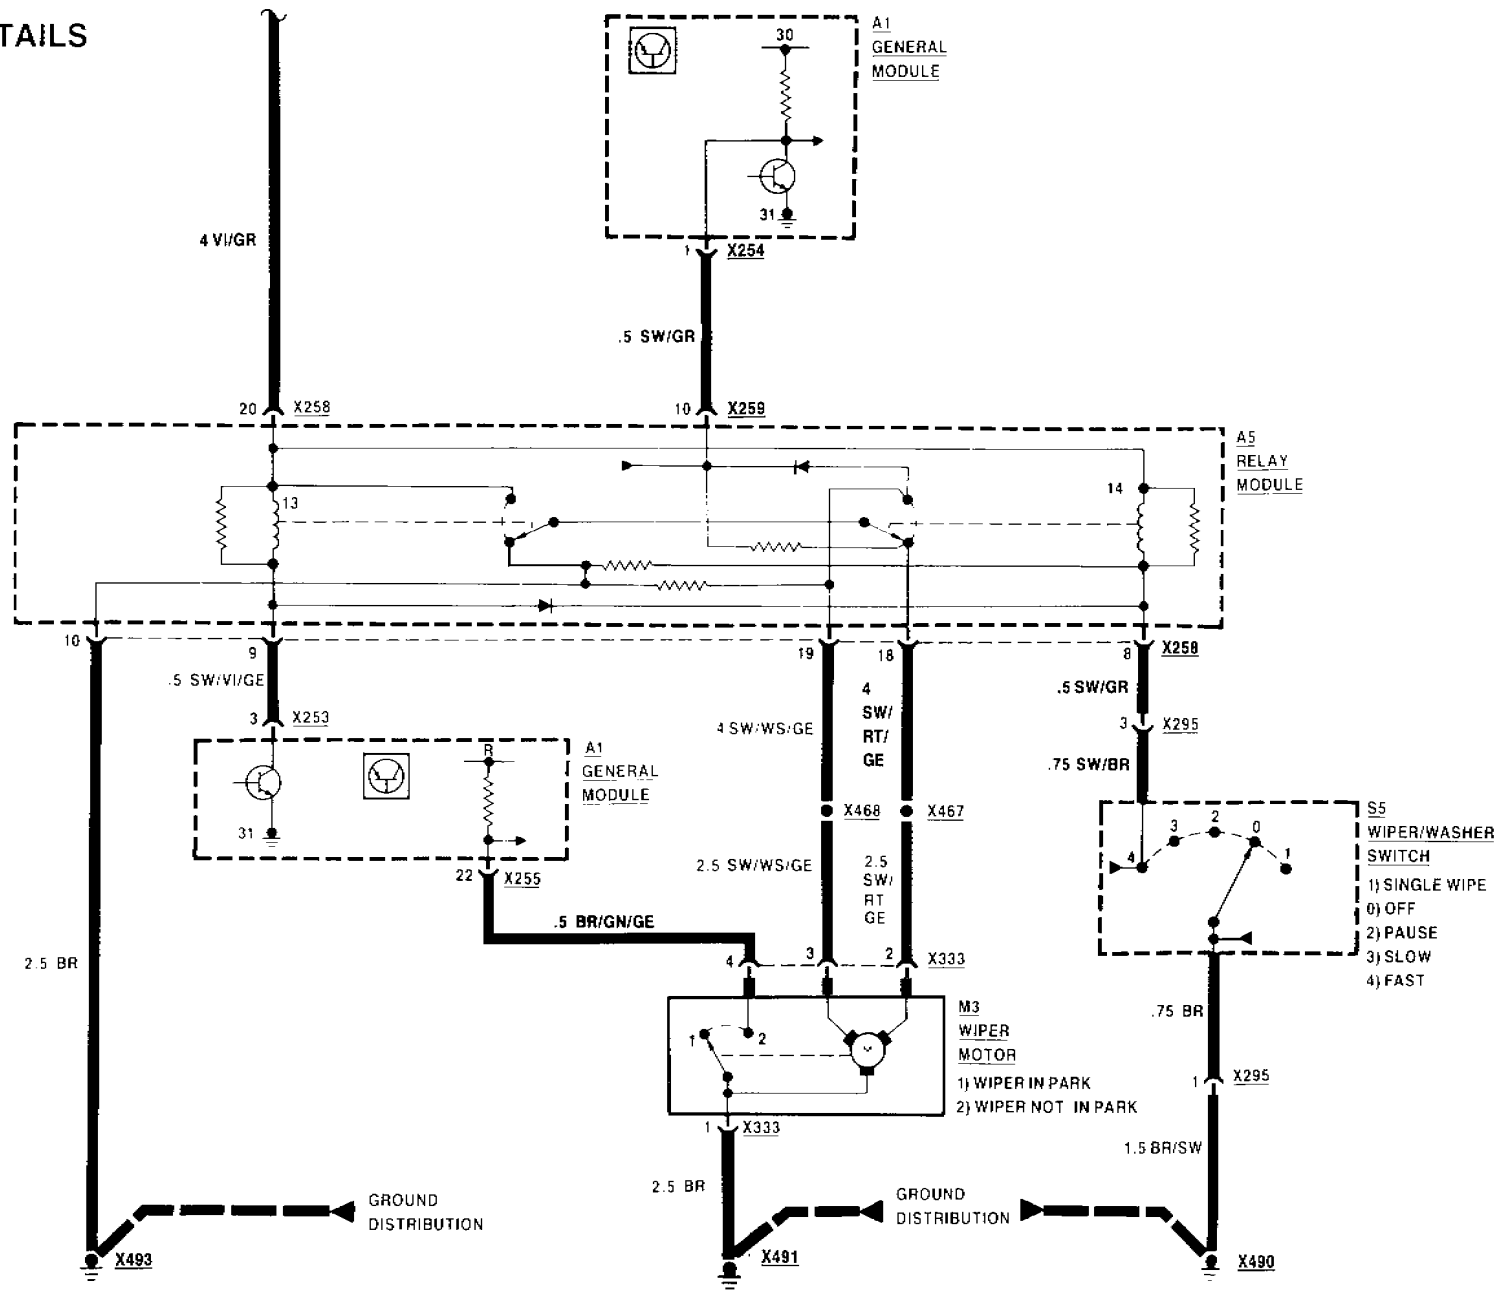 TAILS
A1
GENERAL
MODULE
30
31
4 VI/GR
1 X254
.5 SW/GR
20 X258
10 X259
A5
RELAY
MODULE
13
14
10
9
19
18
8 X258
.5 SW/VI/GE
3 X253
4 SW/WS/GE
4
SW/
RT/
GE
.5 SW/GR
3 X295
.75 SW/BR
A1
GENERAL
MODULE
R
31
22 X255
.5 BR/GN/GE
X468
X467
2.5 SW/WS/GE
2.5
SW/
RT
GE
S5
WIPER/WASHER
SWITCH
1) SINGLE WIPE
0) OFF
2) PAUSE
3) SLOW
4) FAST
4
3
2
0
1
2.5 BR
4
3
2 X333
M3
WIPER
MOTOR
1) WIPER IN PARK
2) WIPER NOT IN PARK
1
2
M
.75 BR
1 X295
1.5 BR/SW
1 X333
2.5 BR
GROUND
DISTRIBUTION
GROUND
DISTRIBUTION
X493
X491
X490